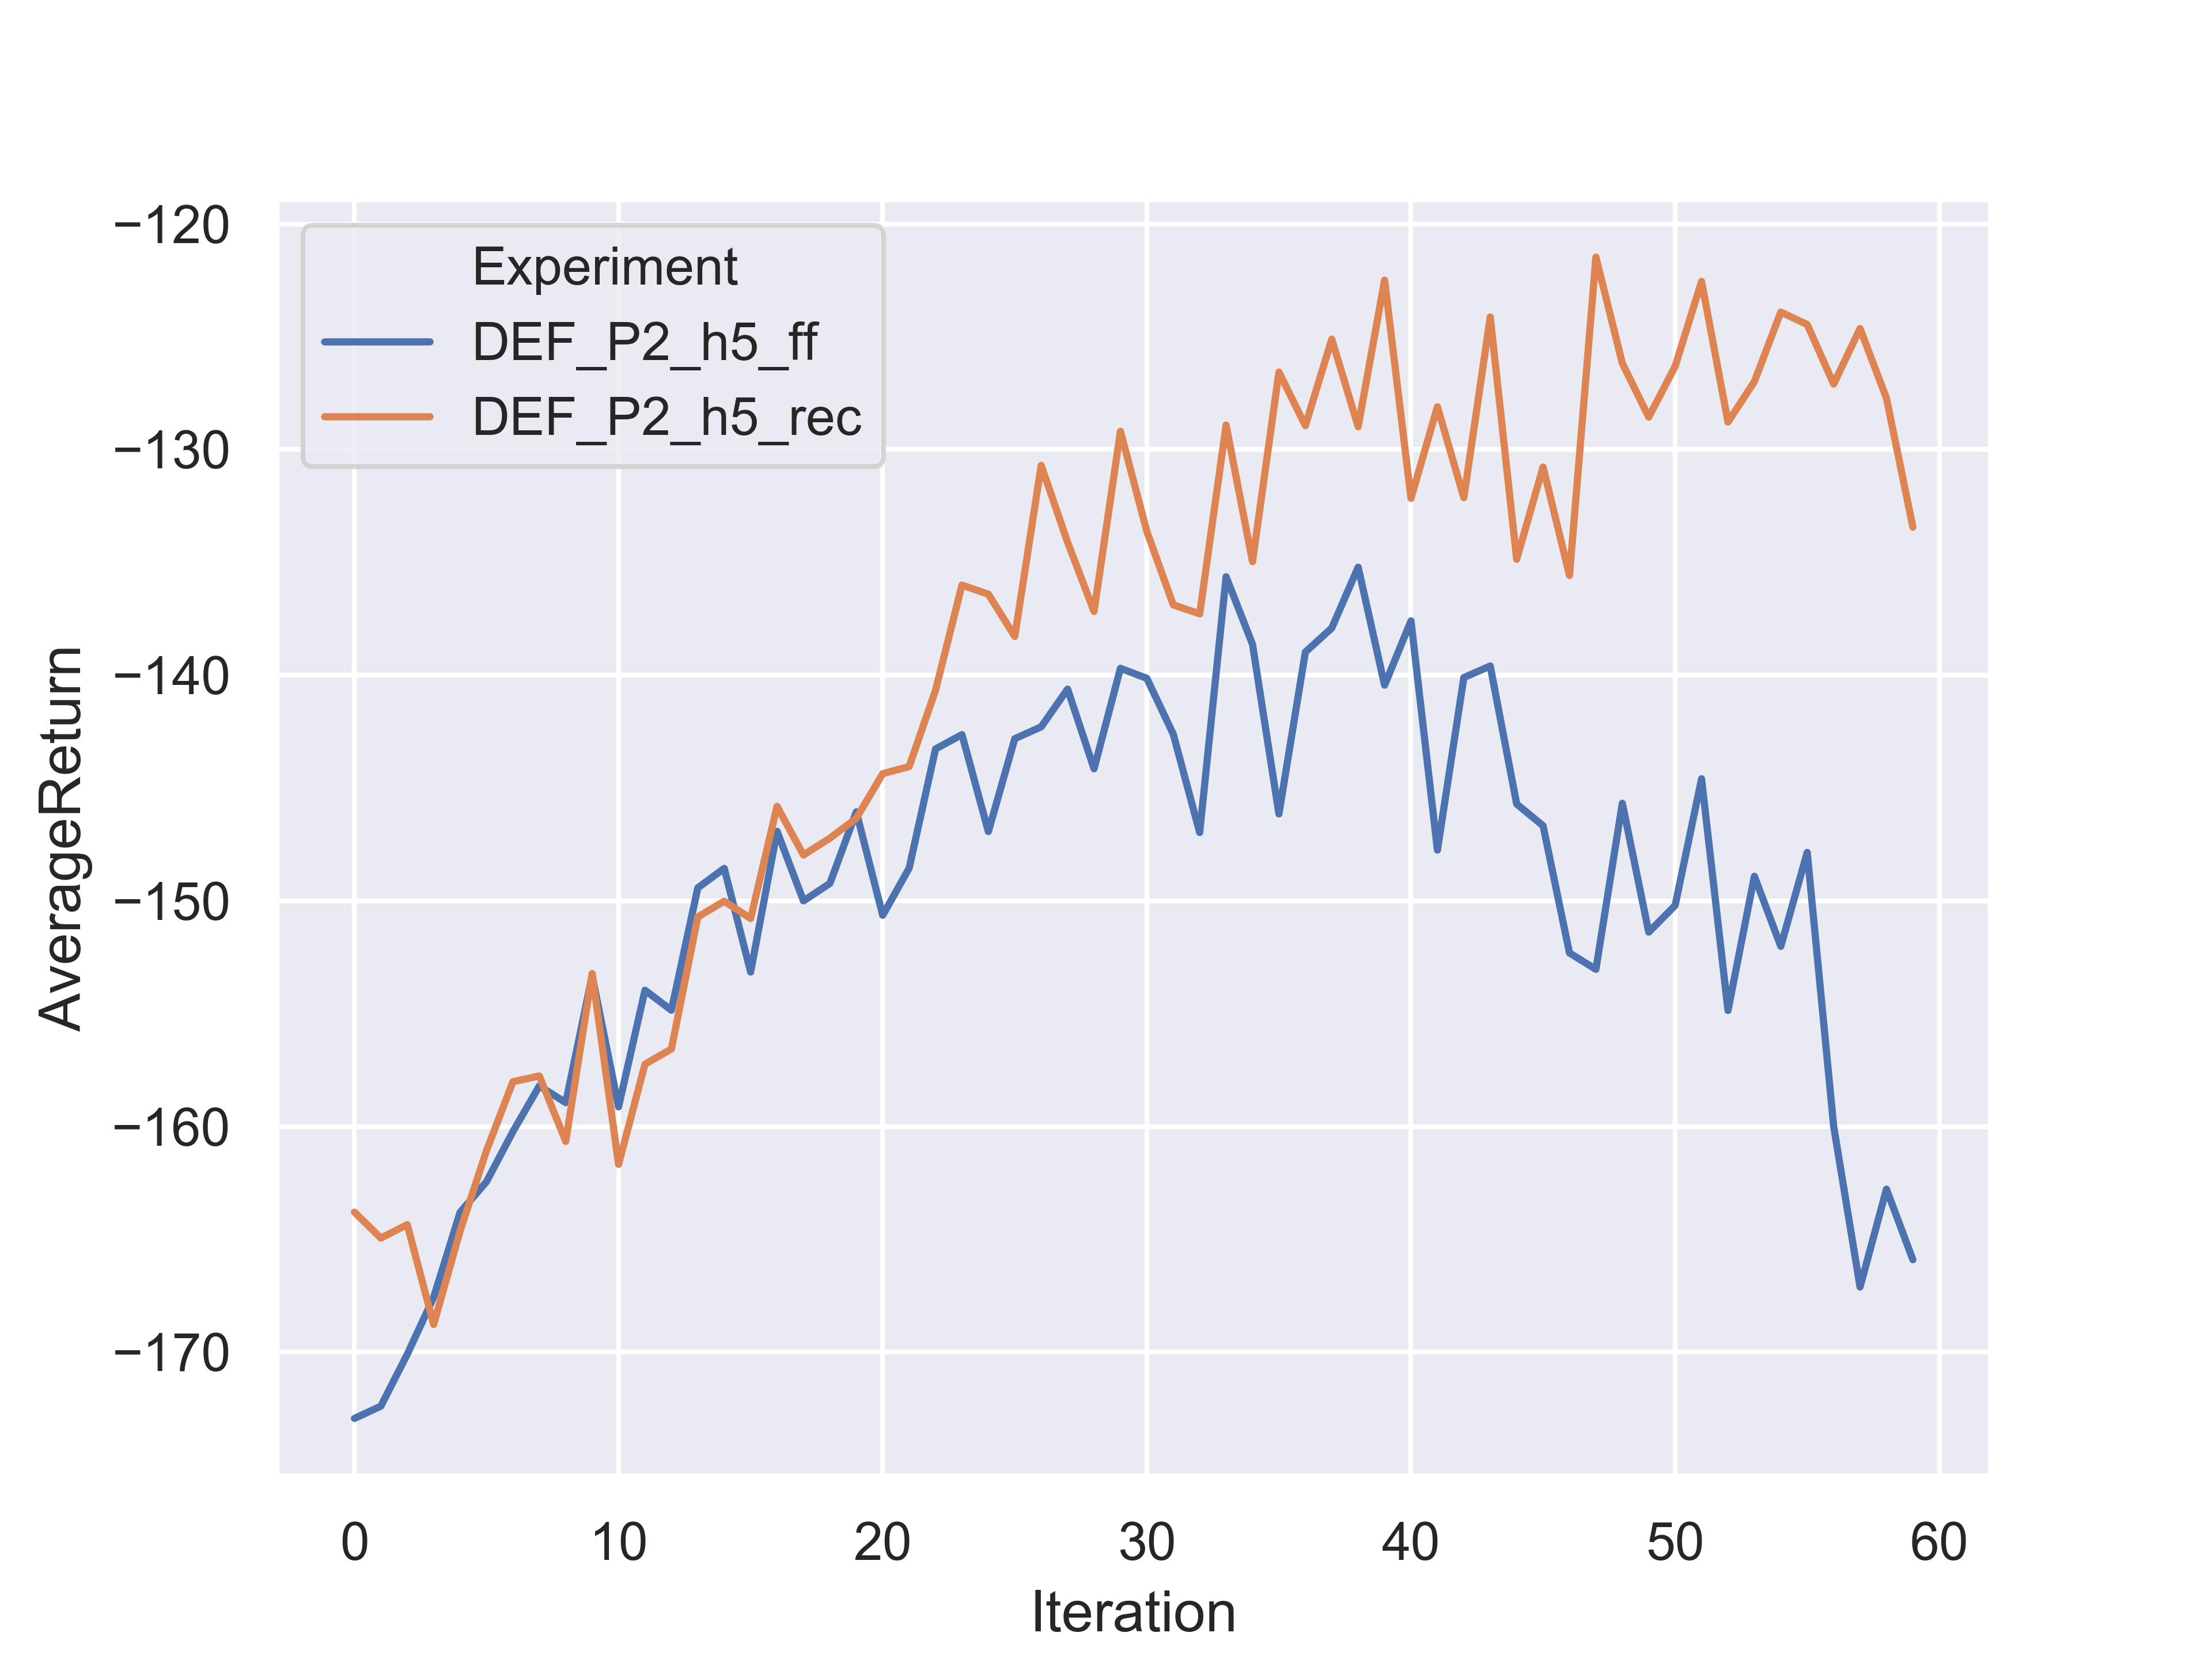 Experiment
DEF_P2_h5_ff
DEF_P2_h5_rec
−120
−130
−140
−150
−160
−170
AverageReturn
0 10 20 30 40 50 60
Iteration